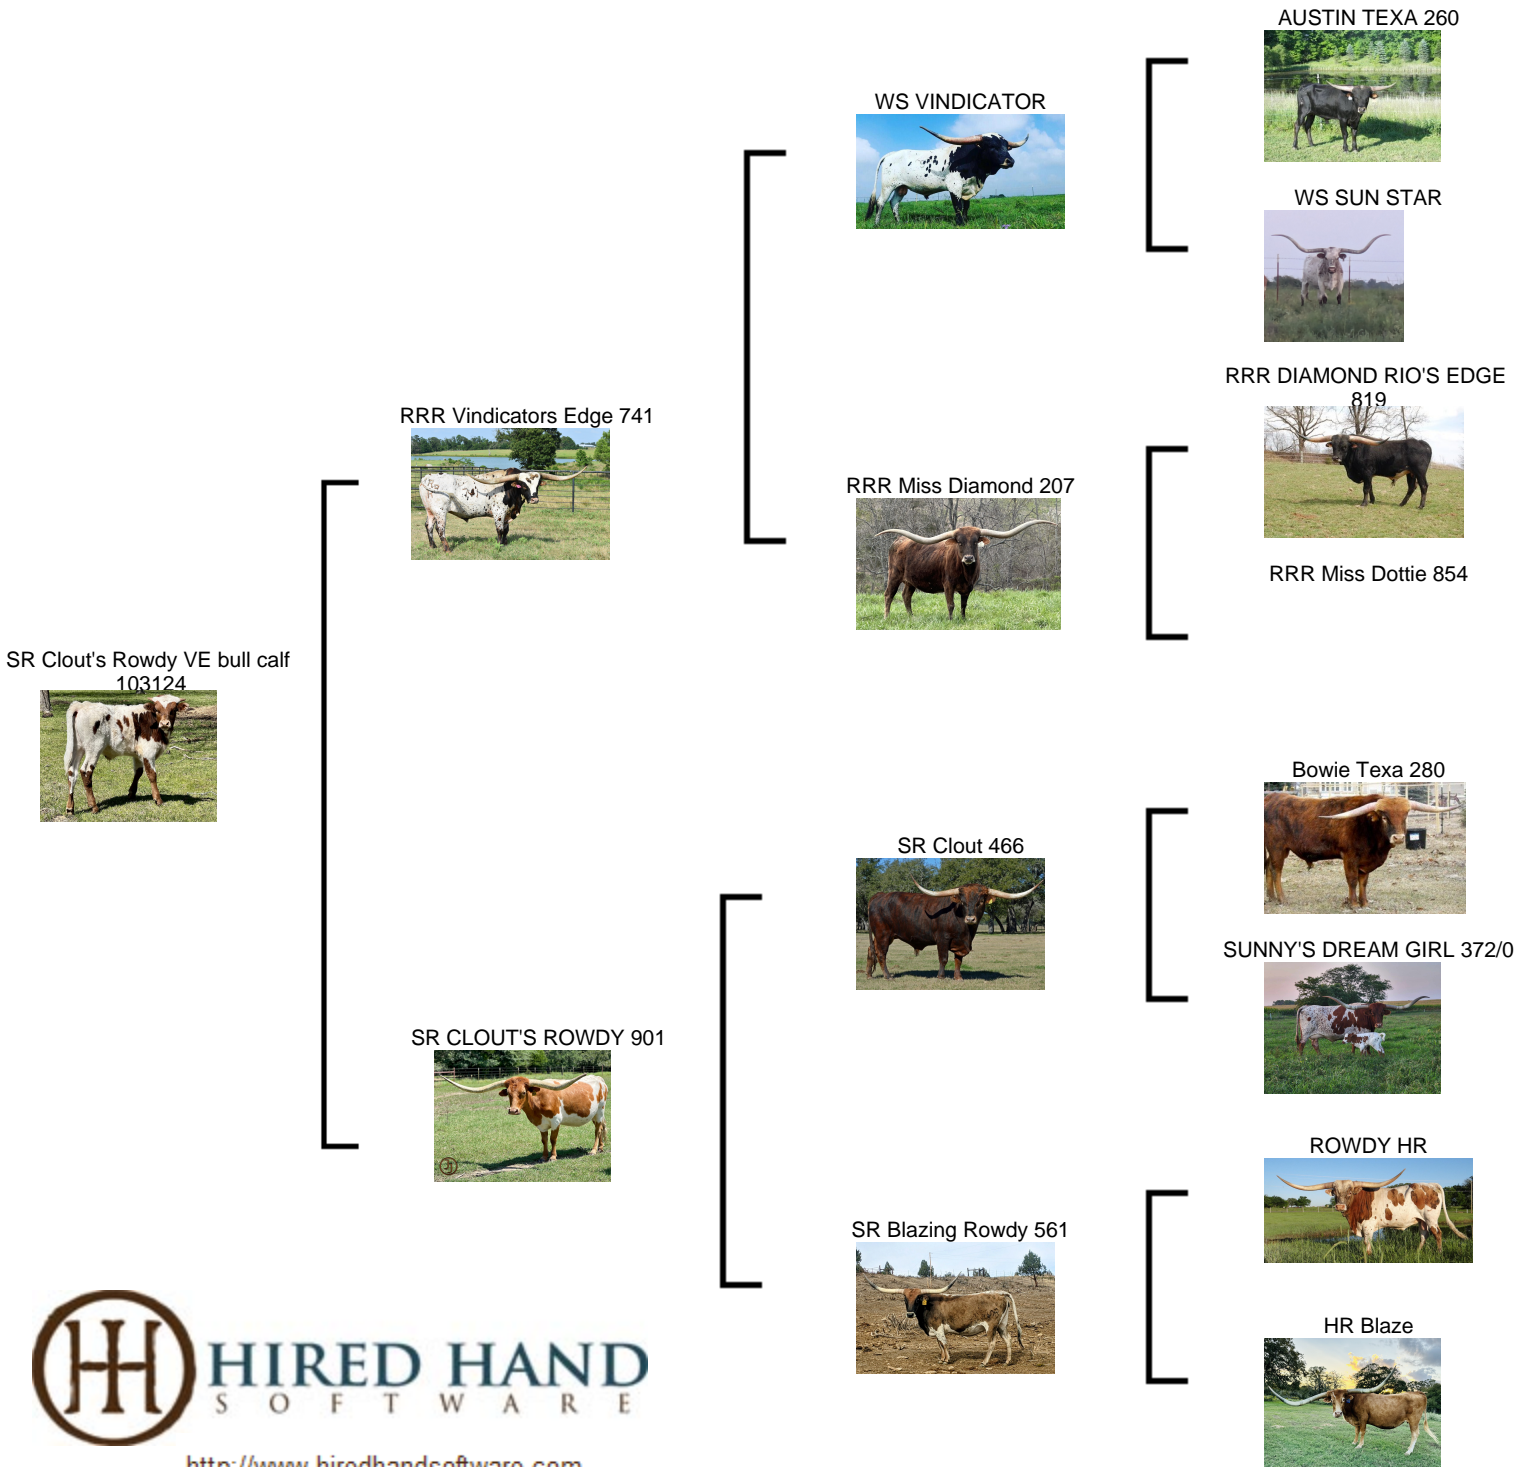 AUSTIN TEXA 260
WS VINDICATOR
WS SUN STAR
RRR DIAMOND RIO'S EDGE
819
RRR Vindicators Edge 741
RRR Miss Diamond 207
RRR Miss Dottie 854
SR Clout's Rowdy VE bull calf
103124
Bowie Texa 280
SR Clout 466
SUNNY'S DREAM GIRL 372/0
SR CLOUT'S ROWDY 901
ROWDY HR
SR Blazing Rowdy 561
HR Blaze
HIRED HAND
SOFTWARE
http://www.hiredhandsoftware.com